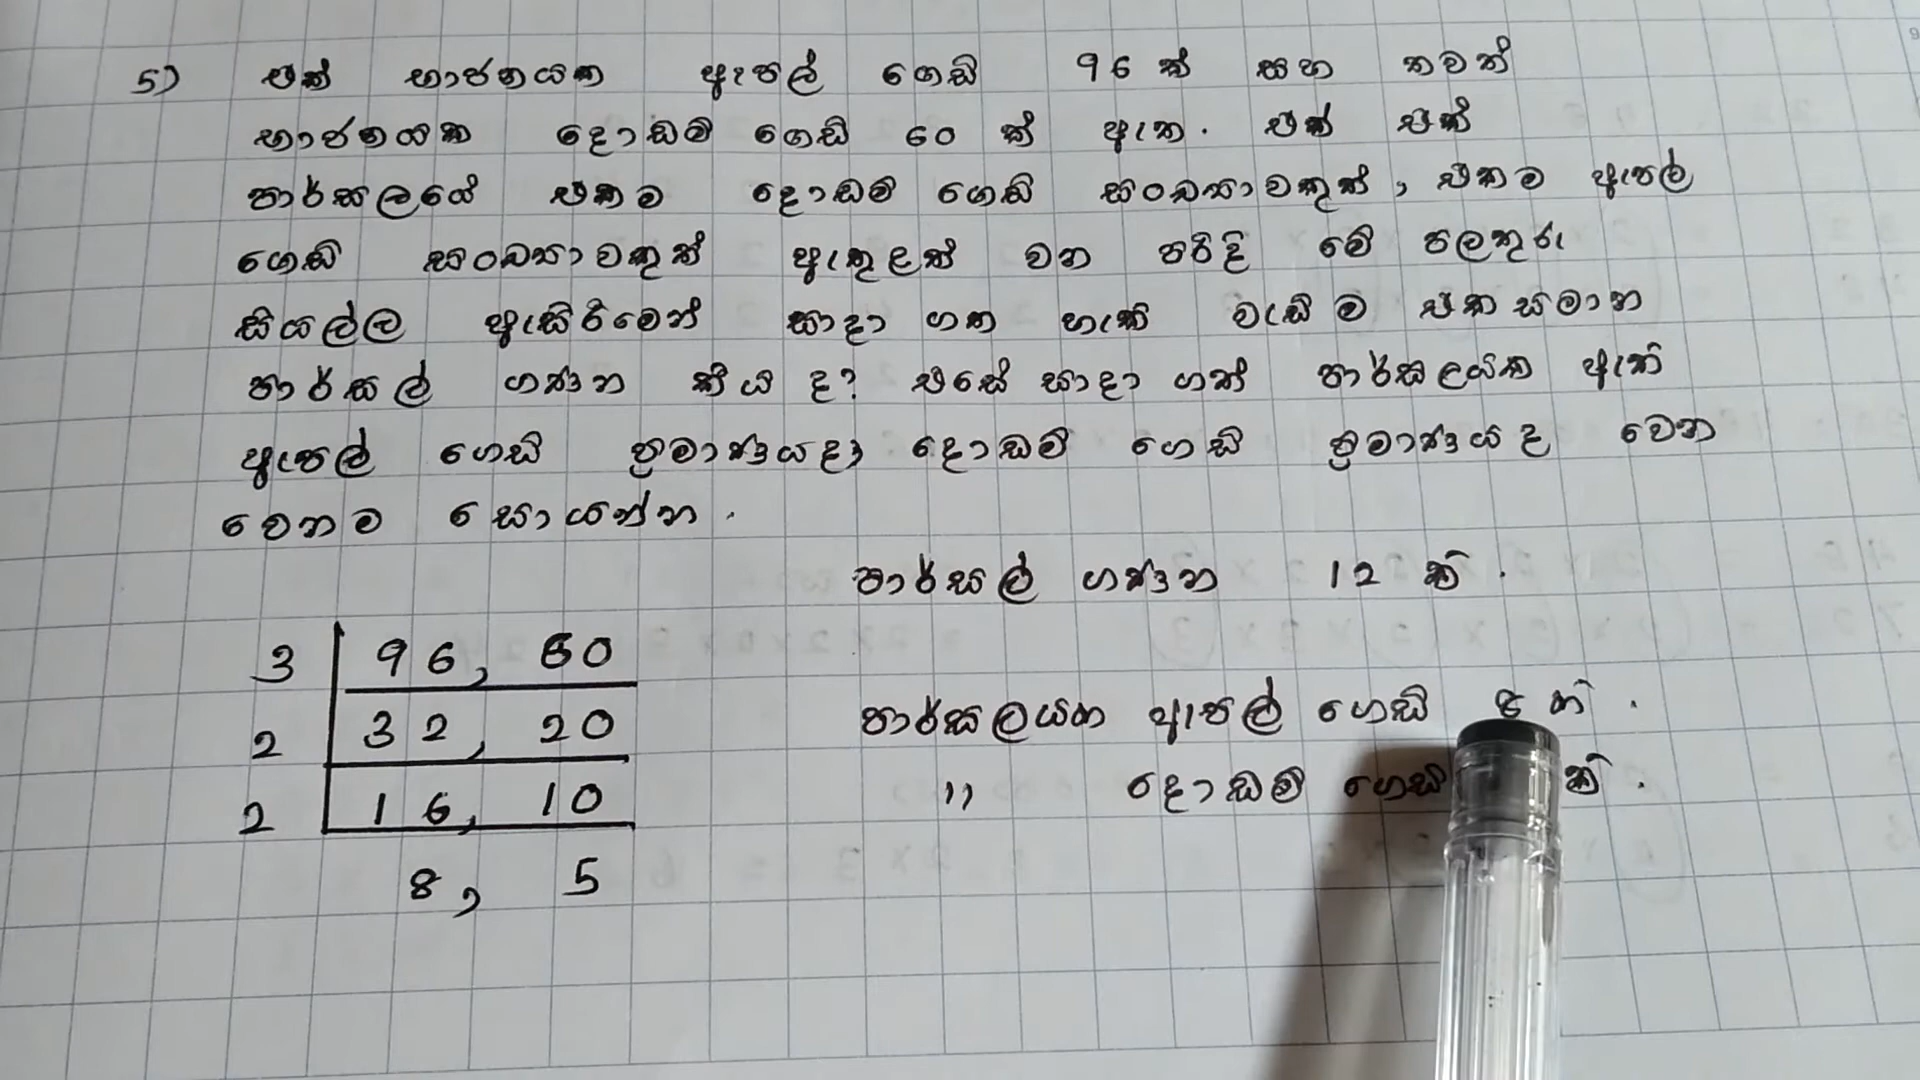 5) එක් භාජනයක ඇපල් ගෙඩි 96 ක් සහ තවත්
භාජනයක දොඩම් ගෙඩි 60 ක් ඇත. එක් එක්
පාර්සලයේ එකම දොඩම් ගෙඩි සංඛ්‍යාවකුත්, එකම ඇපල්
ගෙඩි සංඛ්‍යාවකුත් ඇතුළත් වන පරිදි මේ පලතුරු
සියල්ල ඇසිරීමෙන් සාදා ගත හැකි වැඩිම එක සමාන
පාර්සල් ගණන කීය ද? එසේ සාදා ගත් පාර්සලයක ඇති
ඇපල් ගෙඩි ප්‍රමාණයද, දොඩම් ගෙඩි ප්‍රමාණයද වෙන
වෙනම සොයන්න.
පාර්සල් ගණන 12 කි.
3 96, 60
2 32, 20
2 16, 10
8, 5
පාර්සලයක ඇපල් ගෙඩි 8 කි.
,, දොඩම් ගෙඩි කි.